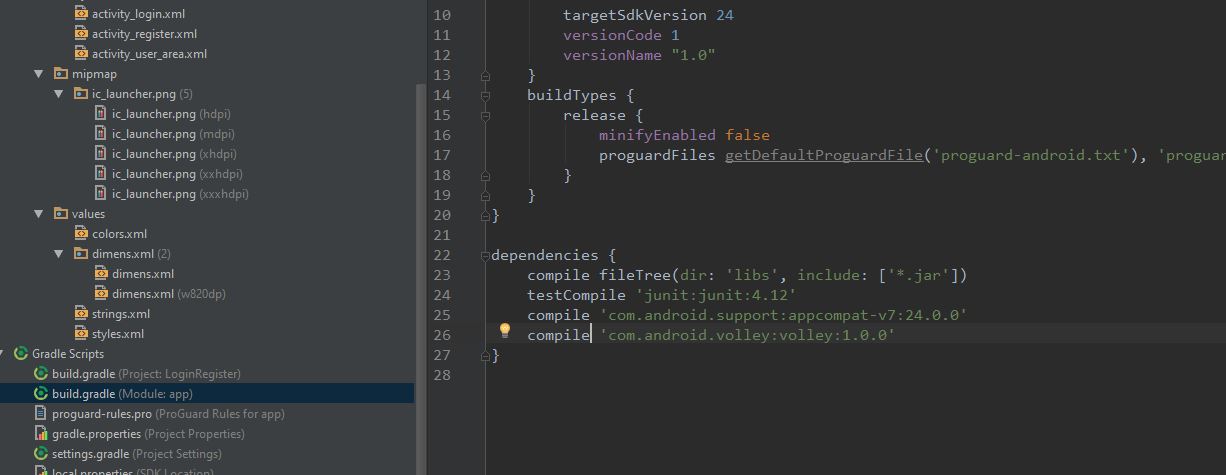 activity_login.xml
activity_register.xml
activity_user_area.xml
mipmap
ic_launcher.png (5)
ic_launcher.png (hdpi)
ic_launcher.png (mdpi)
ic_launcher.png (xhdpi)
ic_launcher.png (xxhdpi)
ic_launcher.png (xxxhdpi)
values
colors.xml
dimens.xml (2)
dimens.xml
dimens.xml (w820dp)
strings.xml
styles.xml
Gradle Scripts
build.gradle (Project: LoginRegister)
build.gradle (Module: app)
proguard-rules.pro (ProGuard Rules for app)
gradle.properties (Project Properties)
settings.gradle (Project Settings)
local.properties (SDK Location)
10 targetSdkVersion 24
11 versionCode 1
12 versionName "1.0"
13 }
14 buildTypes {
15 release {
16 minifyEnabled false
17 proguardFiles getDefaultProguardFile('proguard-android.txt'), 'proguar
18 }
19 }
20 }
21
22 dependencies {
23 compile fileTree(dir: 'libs', include: ['*.jar'])
24 testCompile 'junit:junit:4.12'
25 compile 'com.android.support:appcompat-v7:24.0.0'
26 compile 'com.android.volley:volley:1.0.0'
27 }
28